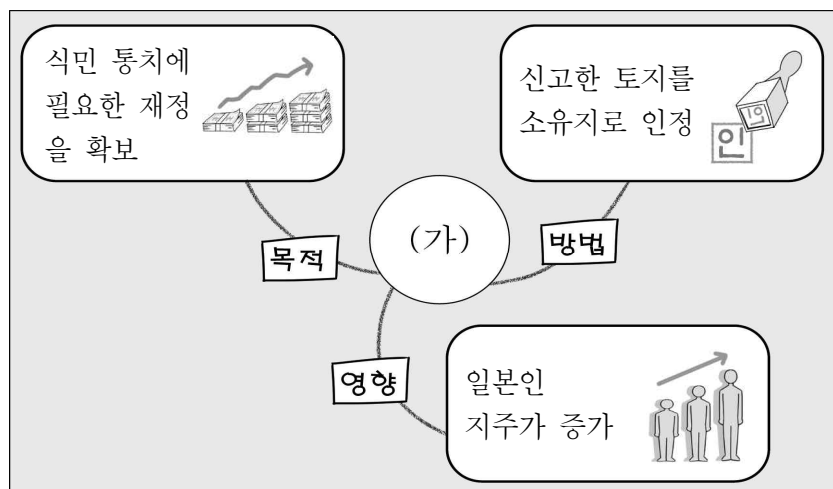 식민 통치에
필요한 재정
을 확보
신고한 토지를
소유지로 인정
인
(가)
목적
방법
영향
일본인
지주가 증가